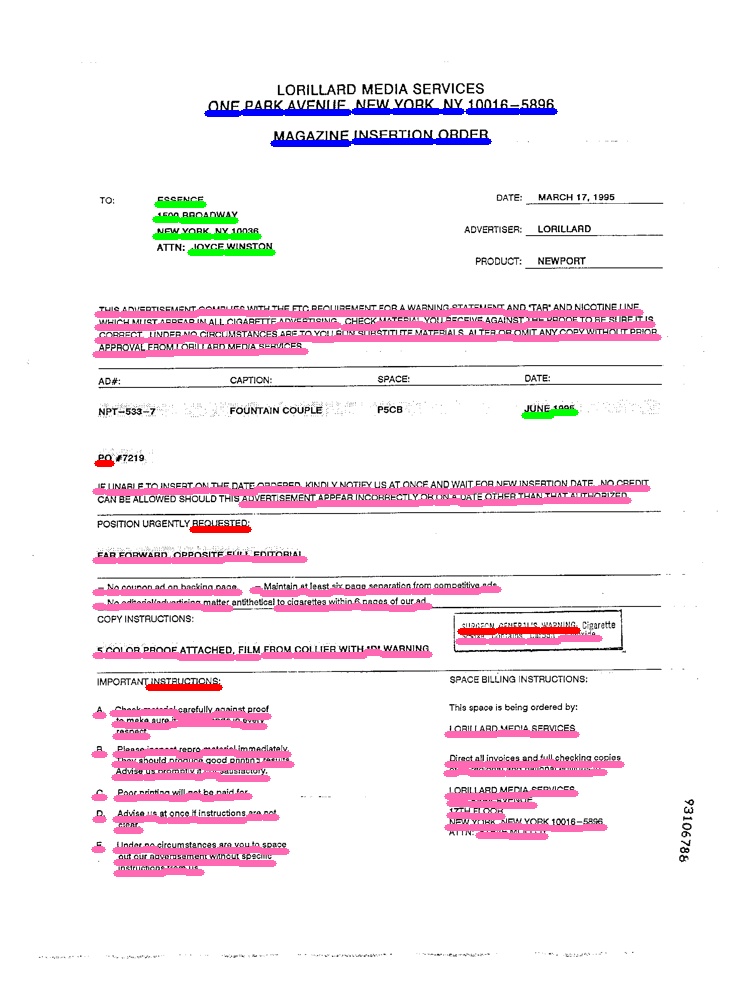 LORILLARD MEDIA SERVICES
ONE PARK AVENUE, NEW YORK, NY 10016-5896
MAGAZINE INSERTION ORDER
TO: ESSENCE DATE: MARCH 17, 1995
1500 BROADWAY
NEW YORK, NY 10036 ADVERTISER: LORILLARD
ATTN: JOYCE WINSTON
PRODUCT: NEWPORT
THIS ADVERTISEMENT COMPLIES WITH THE FTC REQUIREMENT FOR A WARNING STATEMENT AND "TAR" AND NICOTINE LINE
WHICH MUST APPEAR IN ALL CIGARETTE ADVERTISING. CHECK MATERIAL YOU RECEIVE AGAINST THE PROOF TO BE SURE IT IS
CORRECT. UNDER NO CIRCUMSTANCES ARE TO YOU RUN SUBSTITUTE MATERIALS, ALTER OR OMIT ANY COPY WITHOUT PRIOR
APPROVAL FROM LORILLARD MEDIA SERVICES.
AD#: CAPTION: SPACE: DATE:
NPT-533-7 FOUNTAIN COUPLE P5CB JUNE 1995
PO #7219
IF UNABLE TO INSERT ON THE DATE ORDERED, KINDLY NOTIFY US AT ONCE AND WAIT FOR NEW INSERTION DATE. NO CREDIT
CAN BE ALLOWED SHOULD THIS ADVERTISEMENT APPEAR INCORRECTLY OR ON A DATE OTHER THAN THAT AUTHORIZED.
POSITION URGENTLY REQUESTED:
FAR FORWARD, OPPOSITE FULL EDITORIAL
- No coupon ad on backing page. - Maintain at least six page separation from competitive ads.
- No editorial/advertising matter antithetical to cigarettes within 6 pages of our ad.
COPY INSTRUCTIONS:
SURGEON GENERAL'S WARNING: Cigarette
Smoke Contains Carbon Monoxide.
5 COLOR PROOF ATTACHED, FILM FROM COLLIER WITH WARNING
IMPORTANT INSTRUCTIONS: SPACE BILLING INSTRUCTIONS:
A. Check material carefully against proof This space is being ordered by:
to make sure it in every
respect. LORILLARD MEDIA SERVICES
B. Please inspect repro material immediately. Direct all invoices and full checking copies
They should produce good printing results.
Advise us promptly if satisfactory.
LORILLARD MEDIA SERVICES
C. Poor printing will not be paid for. AVENUE
D. Advise us at once if instructions are not 17TH FLOOR
clear. NEW YORK, NEW YORK 10016-5896
ATTN:
E. Under no circumstances are you to space
out our advertisement without specific
instructions from us.
93106788